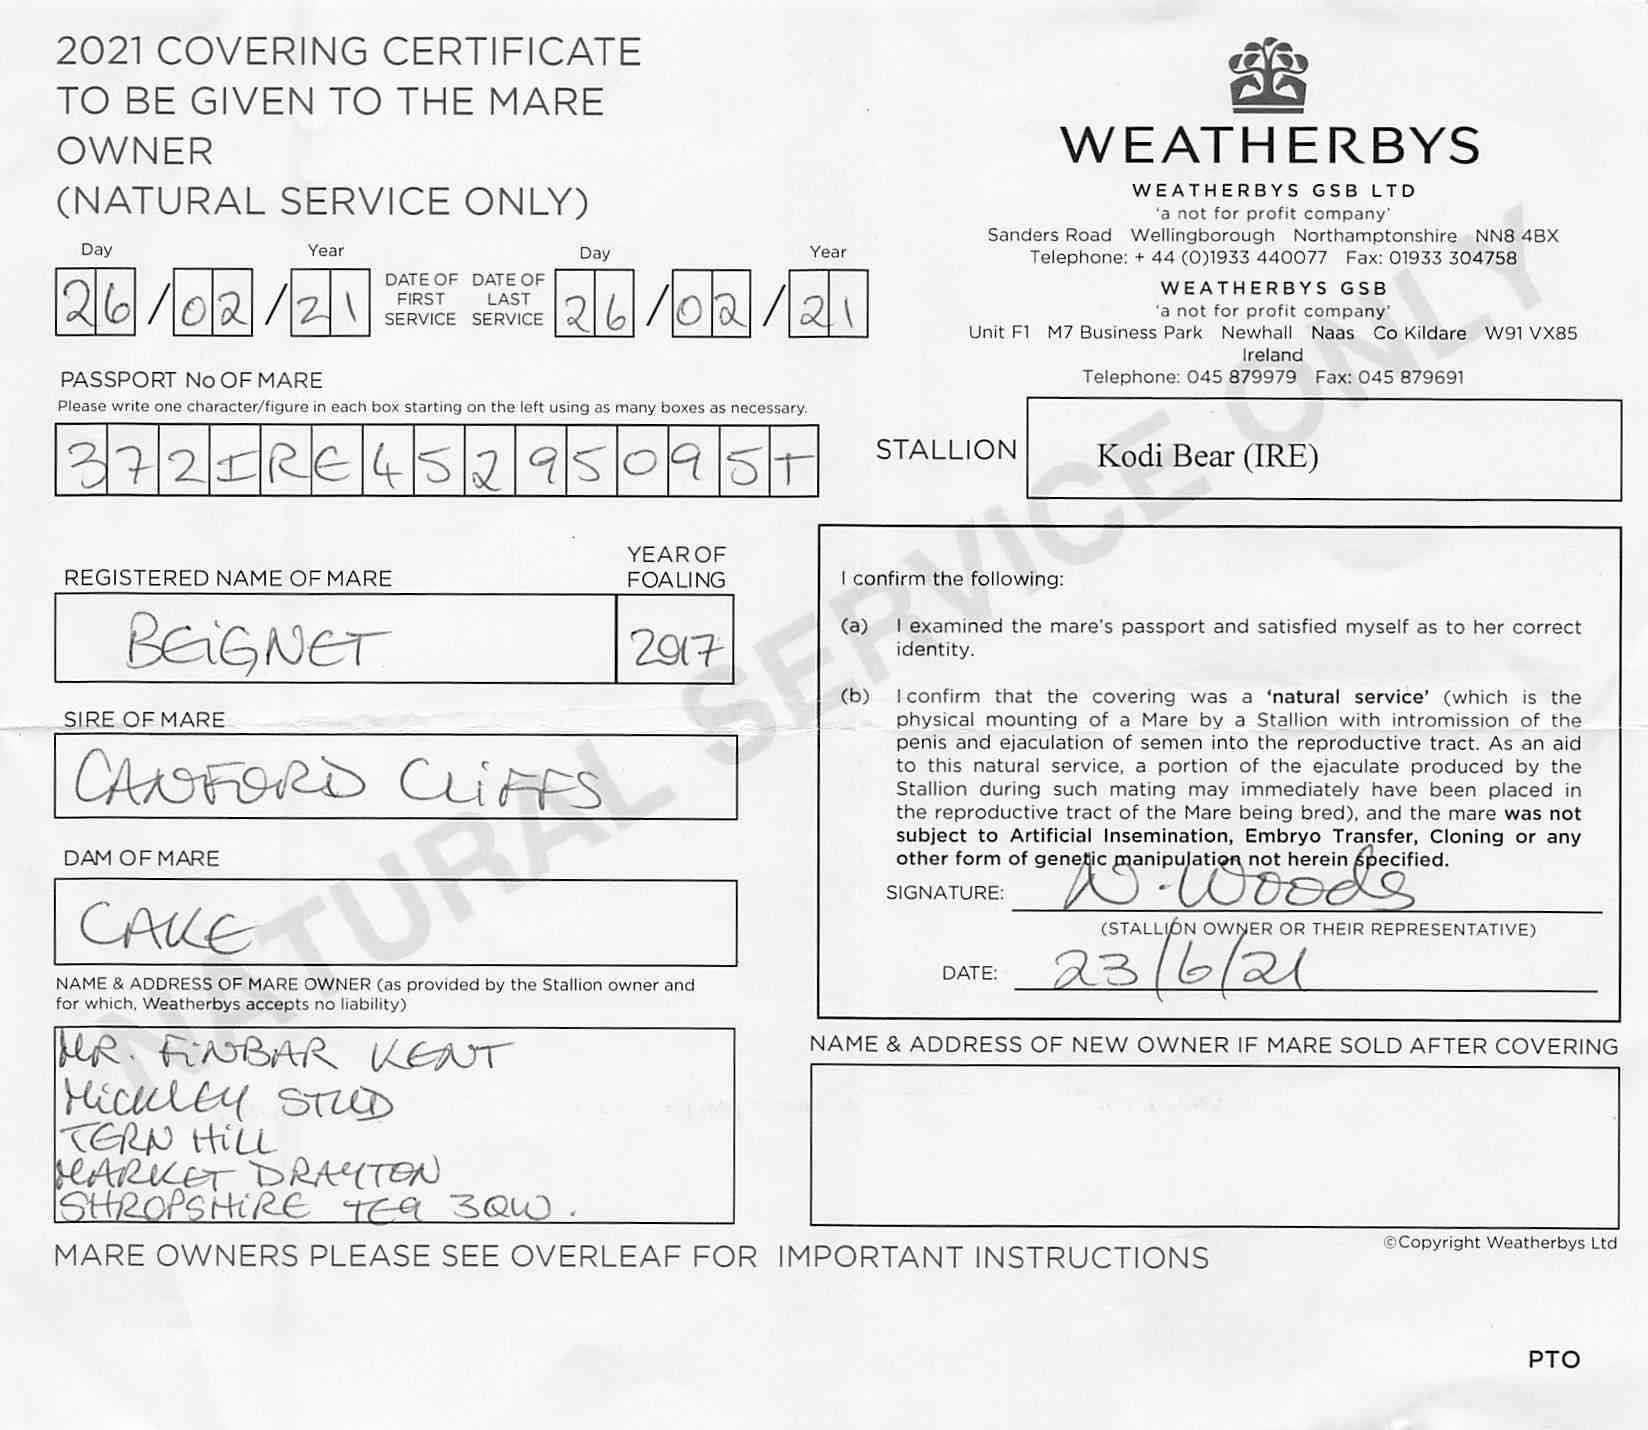 2021 COVERING CERTIFICATE
TO BE GIVEN TO THE MARE
OWNER
(NATURAL SERVICE ONLY)
WEATHERBYS
WEATHERBYS GSB LTD
'a not for profit company'
Sanders Road Wellingborough Northamptonshire NN8 4BX
Telephone: + 44 (0)1933 440077 Fax: 01933 304758
WEATHERBYS GSB
'a not for profit company'
Unit F1 M7 Business Park Newhall Naas Co Kildare W91 VX85
Ireland
Telephone: 045 879979 Fax: 045 879691
Day Year
26/02/21
DATE OF FIRST SERVICE
DATE OF LAST SERVICE
Day Year
26/02/21
PASSPORT No OF MARE
Please write one character/figure in each box starting on the left using as many boxes as necessary.
372IRE45295095T
STALLION
Kodi Bear (IRE)
REGISTERED NAME OF MARE
YEAR OF
FOALING
BEiGNET
2017
SIRE OF MARE
CANFORD CLiFFS
DAM OF MARE
CAKE
NAME & ADDRESS OF MARE OWNER (as provided by the Stallion owner and
for which, Weatherbys accepts no liability)
MR. FiNBAR KENT
MiCKLEY STUD
TERN HiLL
MARKET DRAYTON
SHROPSHiRE TF9 3QW.
I confirm the following:
(a) I examined the mare's passport and satisfied myself as to her correct
identity.
(b) I confirm that the covering was a 'natural service' (which is the
physical mounting of a Mare by a Stallion with intromission of the
penis and ejaculation of semen into the reproductive tract. As an aid
to this natural service, a portion of the ejaculate produced by the
Stallion during such mating may immediately have been placed in
the reproductive tract of the Mare being bred), and the mare was not
subject to Artificial Insemination, Embryo Transfer, Cloning or any
other form of genetic manipulation not herein specified.
SIGNATURE: N. Woods
(STALLION OWNER OR THEIR REPRESENTATIVE)
DATE: 23/6/21
NAME & ADDRESS OF NEW OWNER IF MARE SOLD AFTER COVERING
©Copyright Weatherbys Ltd
MARE OWNERS PLEASE SEE OVERLEAF FOR IMPORTANT INSTRUCTIONS
PTO
NATURAL SERVICE ONLY